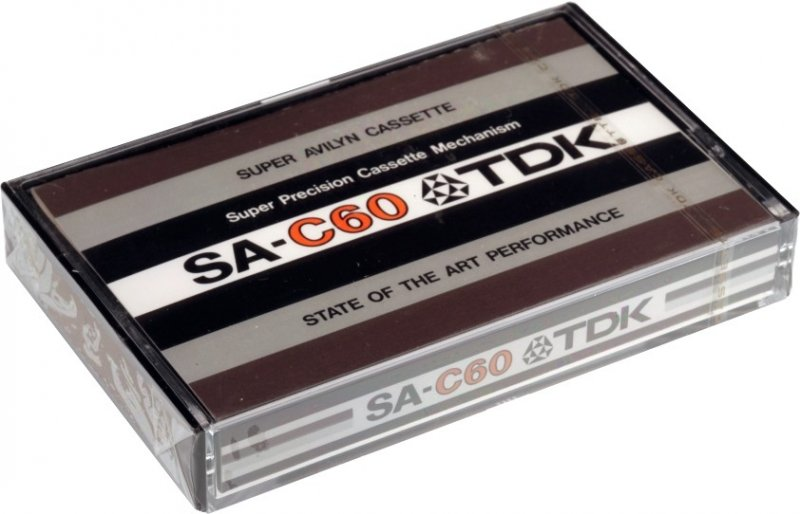 SUPER AVILYN CASSETTE
Super Precision Cassette Mechanism
SA-C60 TDK
STATE OF THE ART PERFORMANCE
SA-C60 TDK